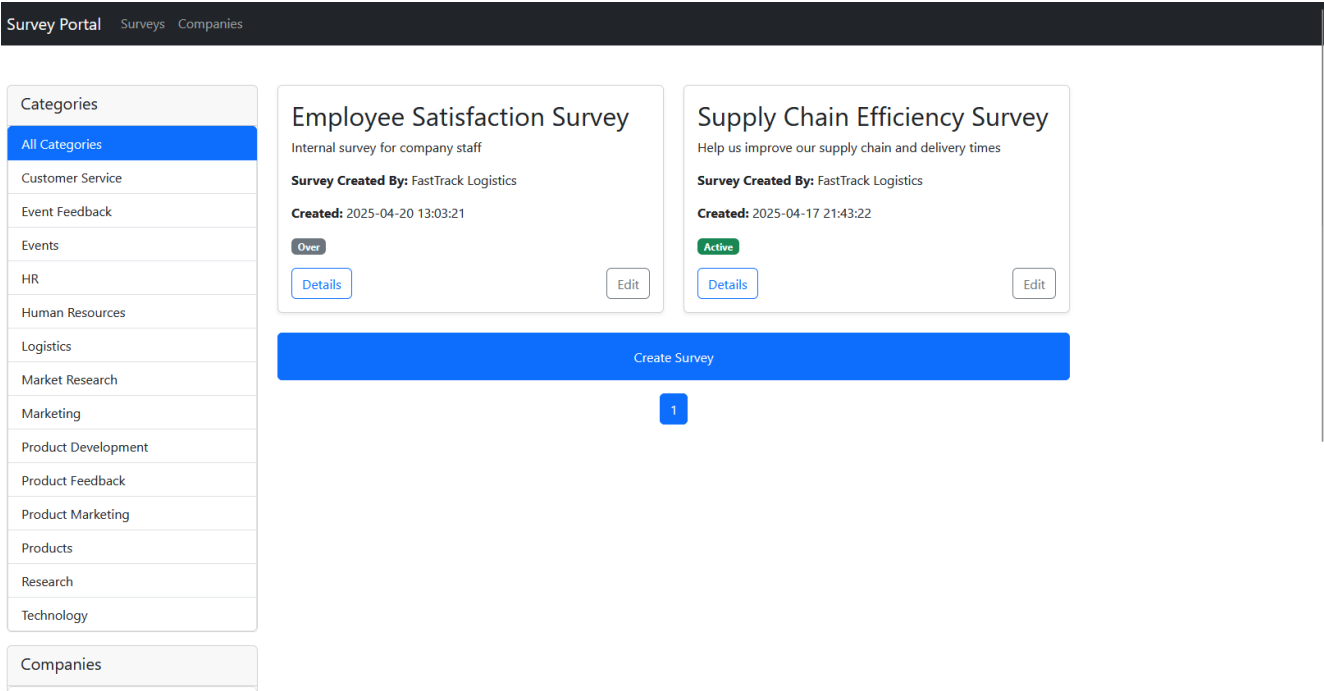 Survey Portal Surveys Companies
Categories
All Categories
Customer Service
Event Feedback
Events
HR
Human Resources
Logistics
Market Research
Marketing
Product Development
Product Feedback
Product Marketing
Products
Research
Technology
Companies
Employee Satisfaction Survey
Internal survey for company staff
Survey Created By: FastTrack Logistics
Created: 2025-04-20 13:03:21
Over
Details Edit
Supply Chain Efficiency Survey
Help us improve our supply chain and delivery times
Survey Created By: FastTrack Logistics
Created: 2025-04-17 21:43:22
Active
Details Edit
Create Survey
1